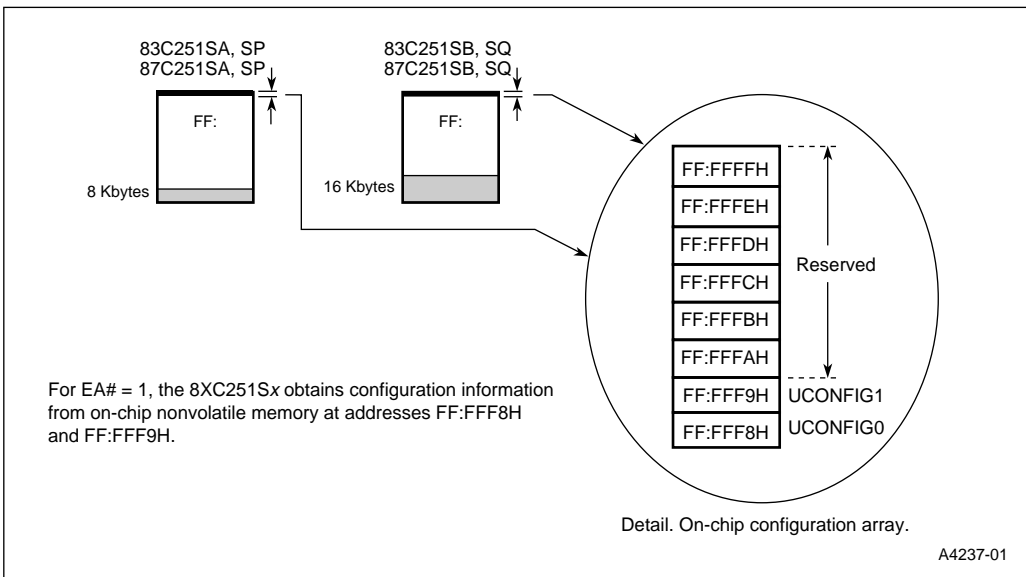 83C251SA, SP
87C251SA, SP
83C251SB, SQ
87C251SB, SQ
FF:
FF:
8 Kbytes
16 Kbytes
FF:FFFFH
FF:FFFEH
FF:FFFDH
FF:FFFCH
FF:FFFBH
FF:FFFAH
FF:FFF9H
FF:FFF8H
Reserved
UCONFIG1
UCONFIG0
For EA# = 1, the 8XC251Sx obtains configuration information
from on-chip nonvolatile memory at addresses FF:FFF8H
and FF:FFF9H.
Detail. On-chip configuration array.
A4237-01